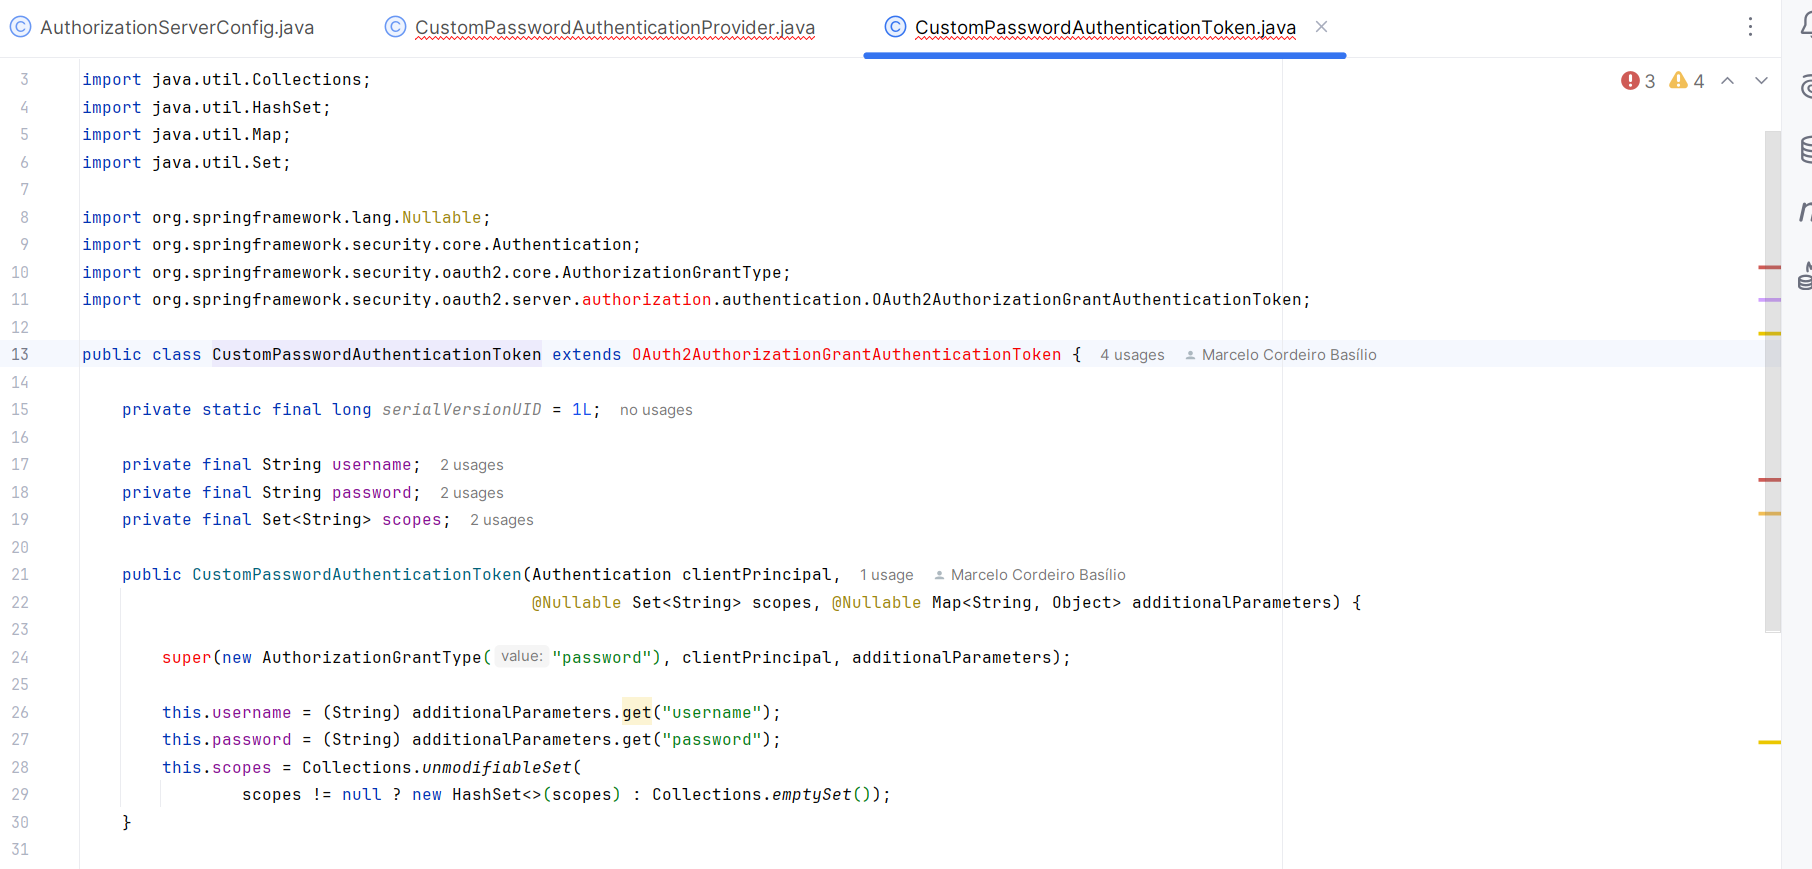 AuthorizationServerConfig.java CustomPasswordAuthenticationProvider.java CustomPasswordAuthenticationToken.java
3 4
3 import java.util.Collections;
4 import java.util.HashSet;
5 import java.util.Map;
6 import java.util.Set;
7
8 import org.springframework.lang.Nullable;
9 import org.springframework.security.core.Authentication;
10 import org.springframework.security.oauth2.core.AuthorizationGrantType;
11 import org.springframework.security.oauth2.server.authorization.authentication.OAuth2AuthorizationGrantAuthenticationToken;
12
13 public class CustomPasswordAuthenticationToken extends OAuth2AuthorizationGrantAuthenticationToken { 4 usages Marcelo Cordeiro Basílio
14
15 private static final long serialVersionUID = 1L; no usages
16
17 private final String username; 2 usages
18 private final String password; 2 usages
19 private final Set<String> scopes; 2 usages
20
21 public CustomPasswordAuthenticationToken(Authentication clientPrincipal, 1 usage Marcelo Cordeiro Basílio
22 @Nullable Set<String> scopes, @Nullable Map<String, Object> additionalParameters) {
23
24 super(new AuthorizationGrantType( value: "password"), clientPrincipal, additionalParameters);
25
26 this.username = (String) additionalParameters.get("username");
27 this.password = (String) additionalParameters.get("password");
28 this.scopes = Collections.unmodifiableSet(
29 scopes != null ? new HashSet<>(scopes) : Collections.emptySet());
30 }
31